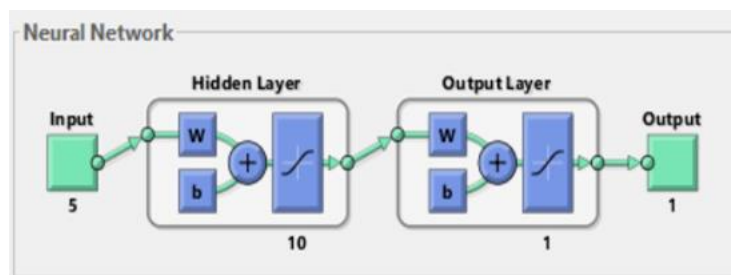 Neural Network
Hidden Layer
Output Layer
Input
Output
W
W
+
+
b
b
5
1
10
1